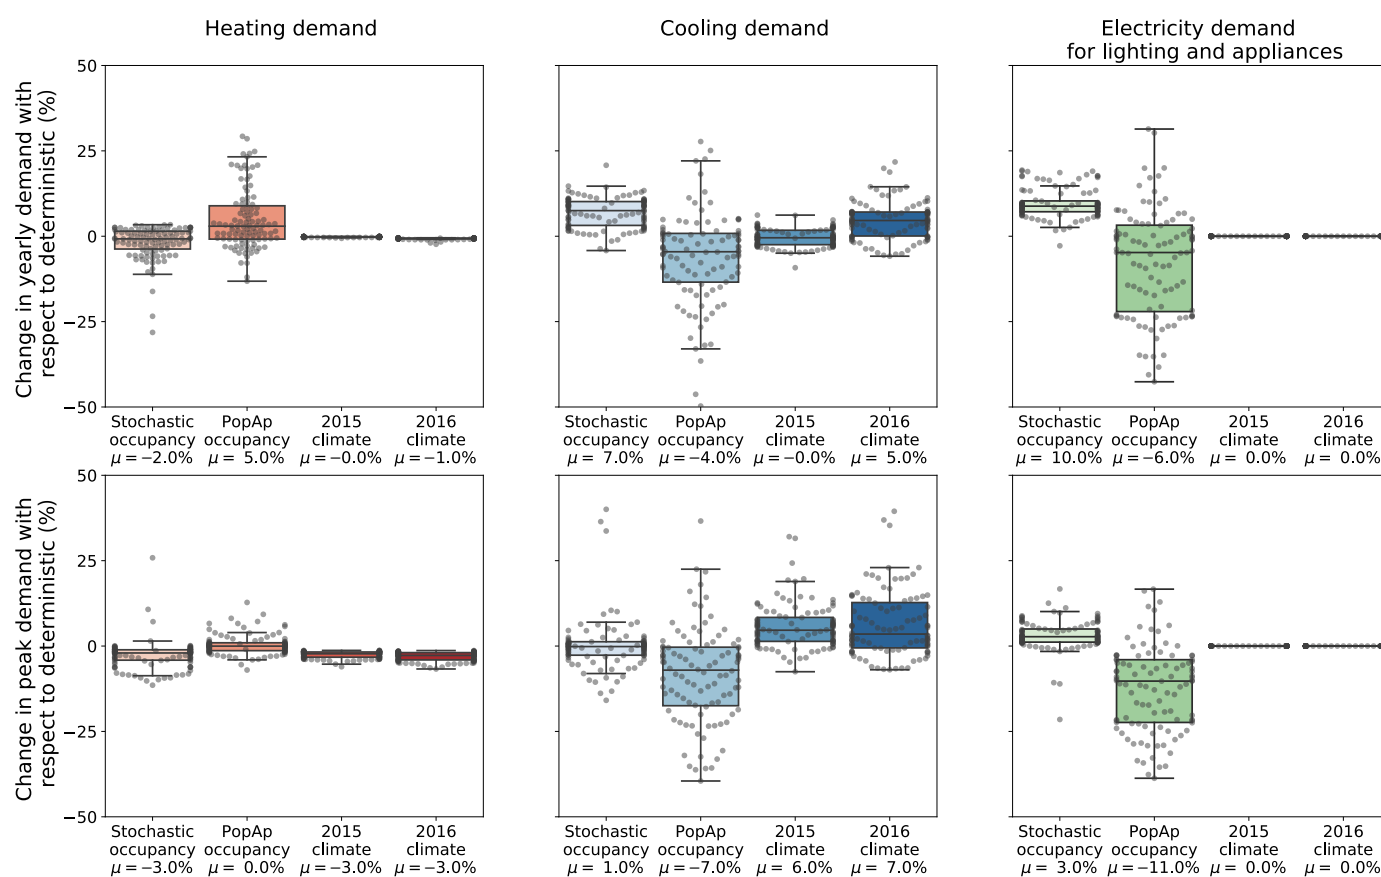 Heating demand
Cooling demand
Electricity demand
for lighting and appliances
Change in yearly demand with
respect to deterministic (%)
50
25
0
−25
−50
Stochastic
occupancy
μ = −2.0%
PopAp
occupancy
μ = 5.0%
2015
climate
μ = −0.0%
2016
climate
μ = −1.0%
Stochastic
occupancy
μ = 7.0%
PopAp
occupancy
μ = −4.0%
2015
climate
μ = −0.0%
2016
climate
μ = 5.0%
Stochastic
occupancy
μ = 10.0%
PopAp
occupancy
μ = −6.0%
2015
climate
μ = 0.0%
2016
climate
μ = 0.0%
Change in peak demand with
respect to deterministic (%)
50
25
0
−25
−50
Stochastic
occupancy
μ = −3.0%
PopAp
occupancy
μ = 0.0%
2015
climate
μ = −3.0%
2016
climate
μ = −3.0%
Stochastic
occupancy
μ = 1.0%
PopAp
occupancy
μ = −7.0%
2015
climate
μ = 6.0%
2016
climate
μ = 7.0%
Stochastic
occupancy
μ = 3.0%
PopAp
occupancy
μ = −11.0%
2015
climate
μ = 0.0%
2016
climate
μ = 0.0%